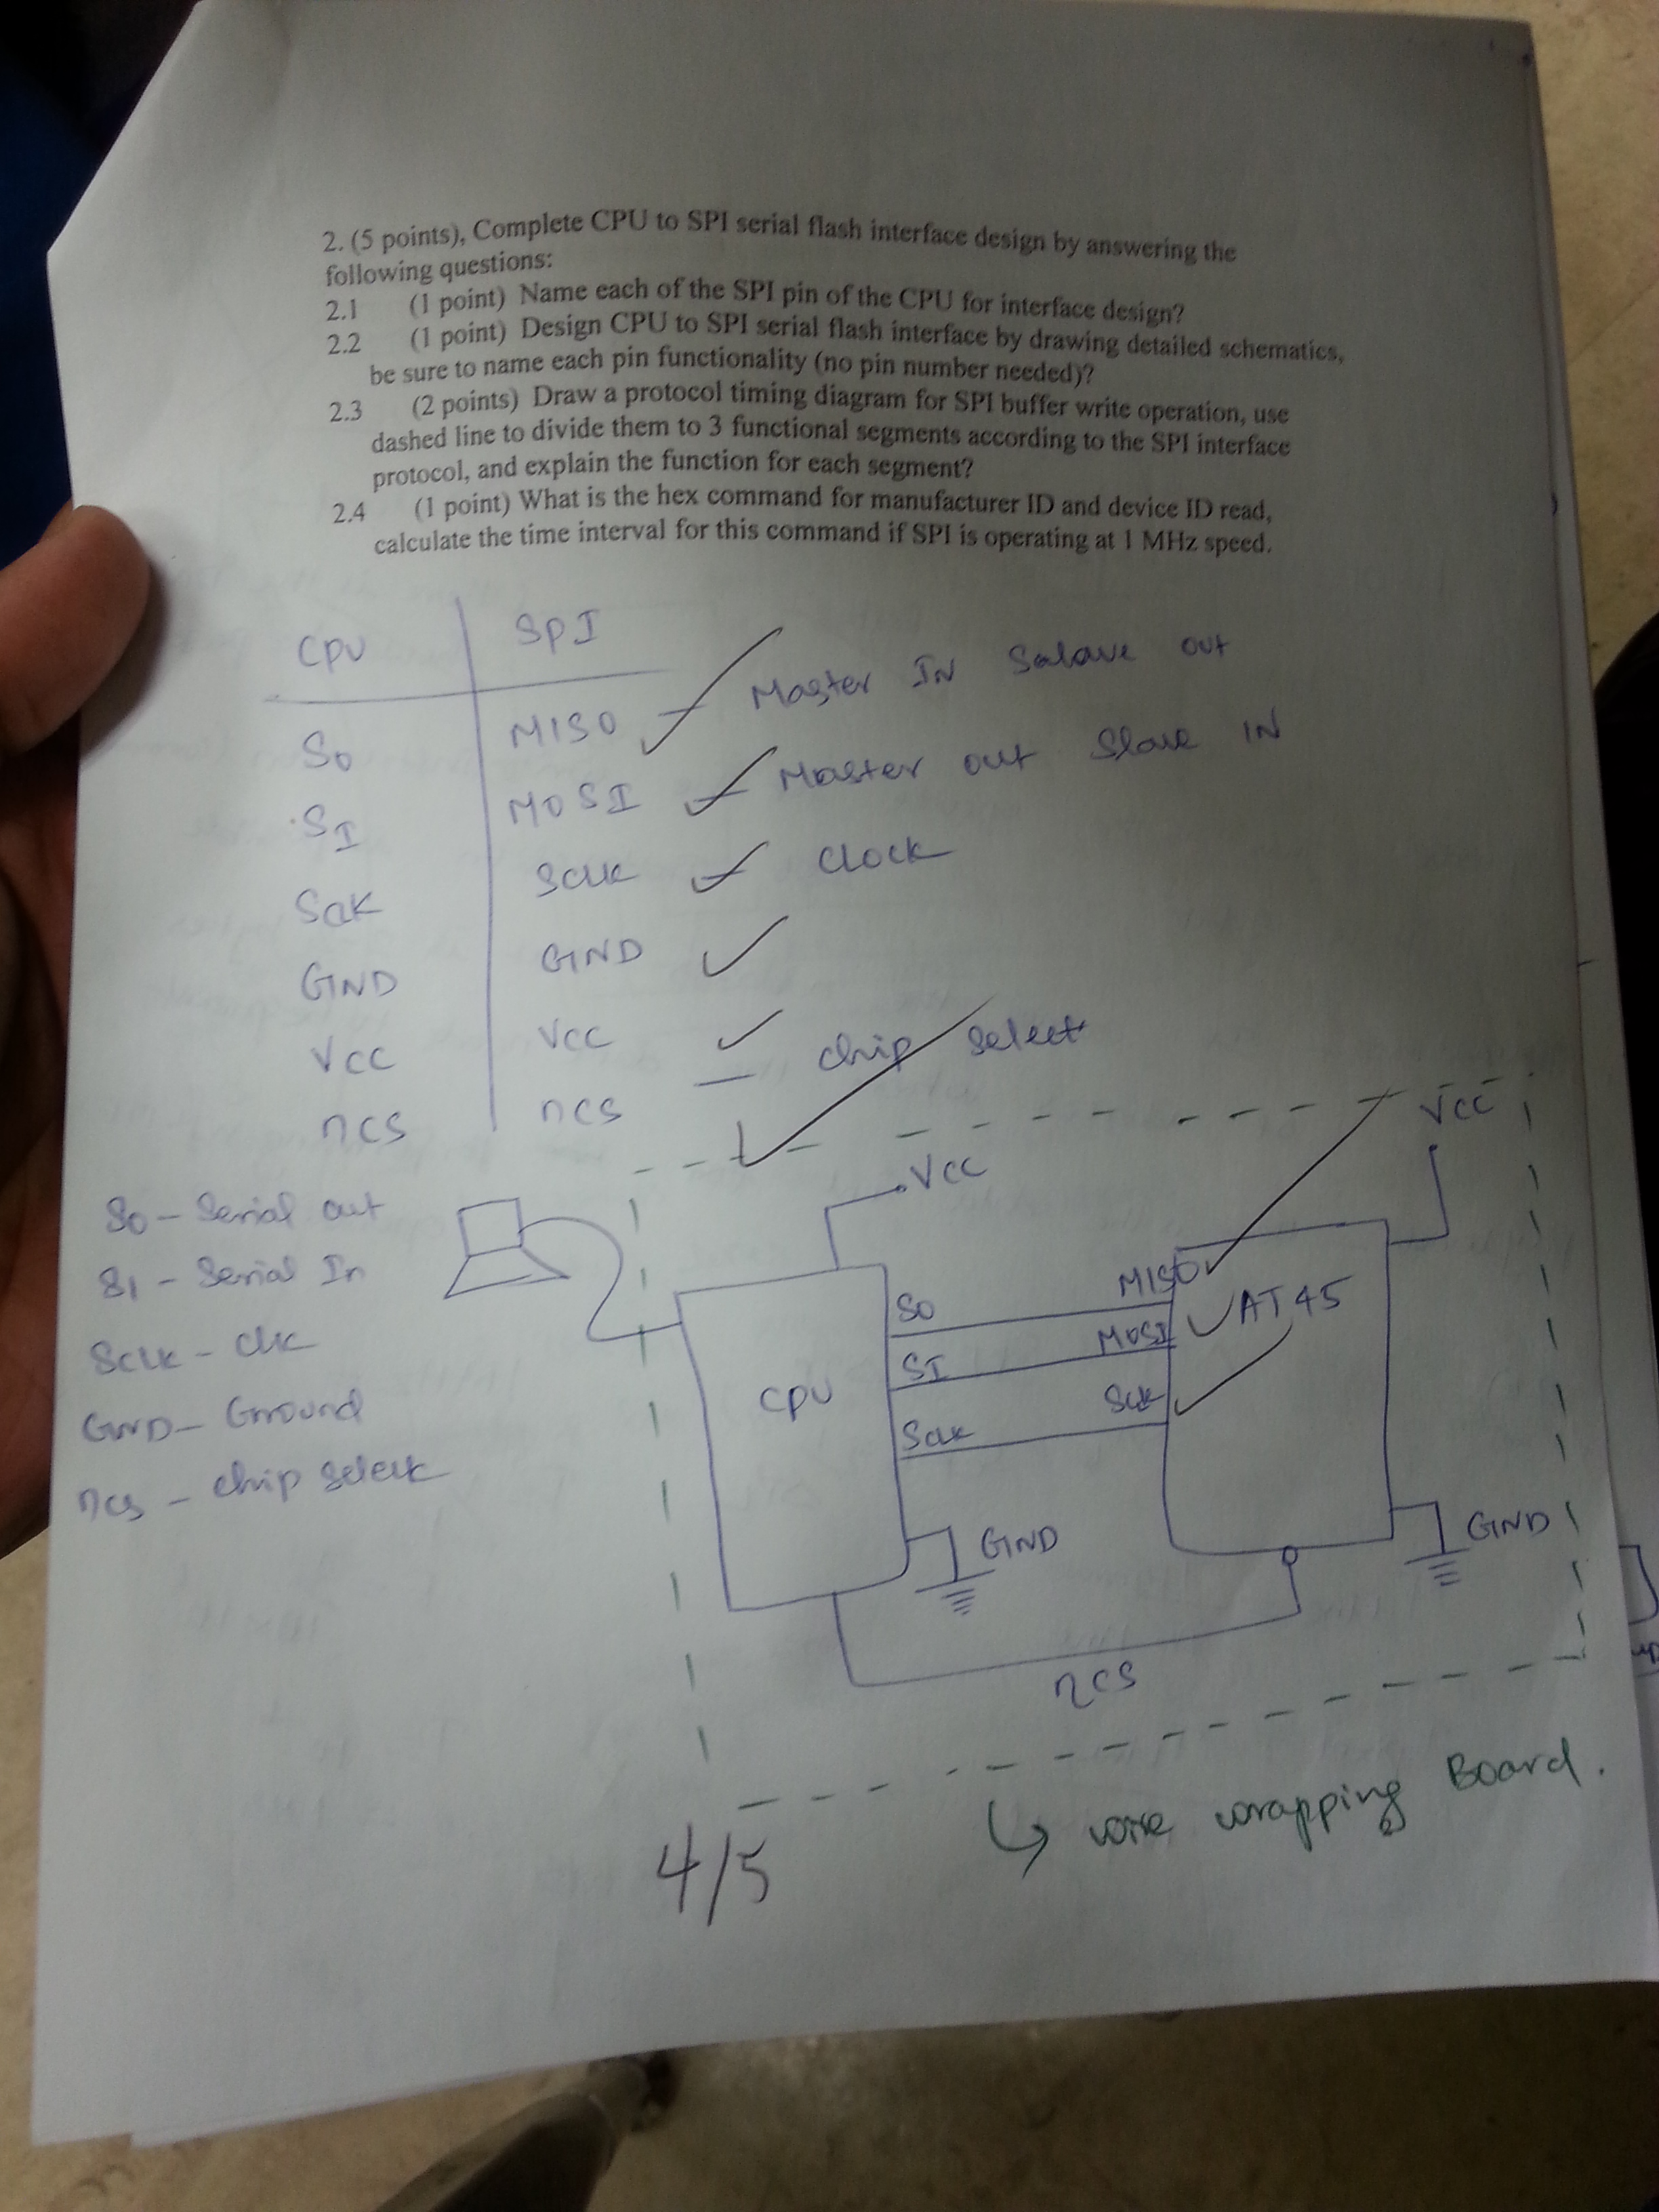 2. (5 points), Complete CPU to SPI serial flash interface design by answering the
following questions:
2.1 (1 point) Name each of the SPI pin of the CPU for interface design?
2.2 (1 point) Design CPU to SPI serial flash interface by drawing detailed schematics,
be sure to name each pin functionality (no pin number needed)?
2.3 (2 points) Draw a protocol timing diagram for SPI buffer write operation, use
dashed line to divide them to 3 functional segments according to the SPI interface
protocol, and explain the function for each segment?
2.4 (1 point) What is the hex command for manufacturer ID and device ID read,
calculate the time interval for this command if SPI is operating at 1 MHz speed.
CPU SPI
SO MISO — Master IN Salave out
SI MOSI — Master out Slave IN
SCLK SCLK — Clock
GND GND
VCC VCC
nCS nCS — chip select
SO – Serial out
SI – Serial In
SCLK – clk
GND – Ground
nCS – chip select
VCC
VCC
CPU
SO
SI
SCLK
MISO
MOSI
SCLK
AT45
GND
GND
nCS
wire wrapping Board.
4/5